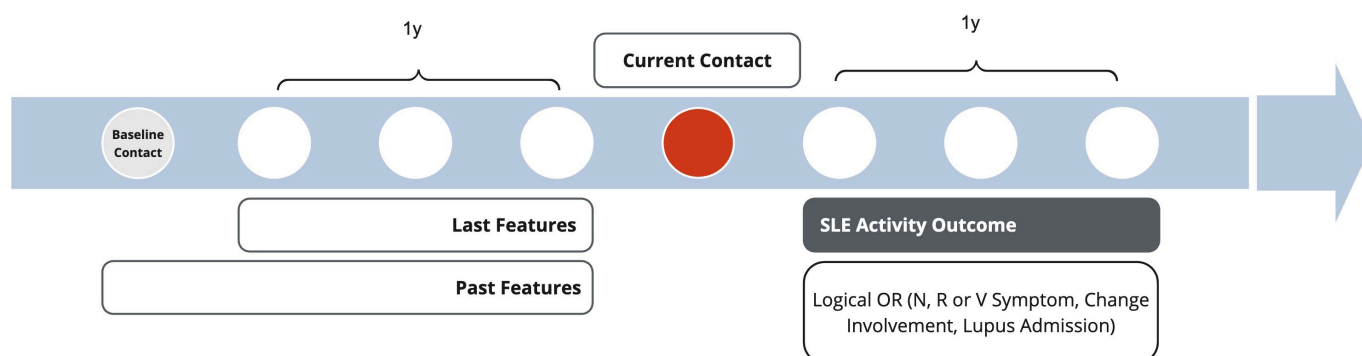 1y
1y
Current Contact
Baseline
Contact
Last Features
SLE Activity Outcome
Past Features
Logical OR (N, R or V Symptom, Change
Involvement, Lupus Admission)